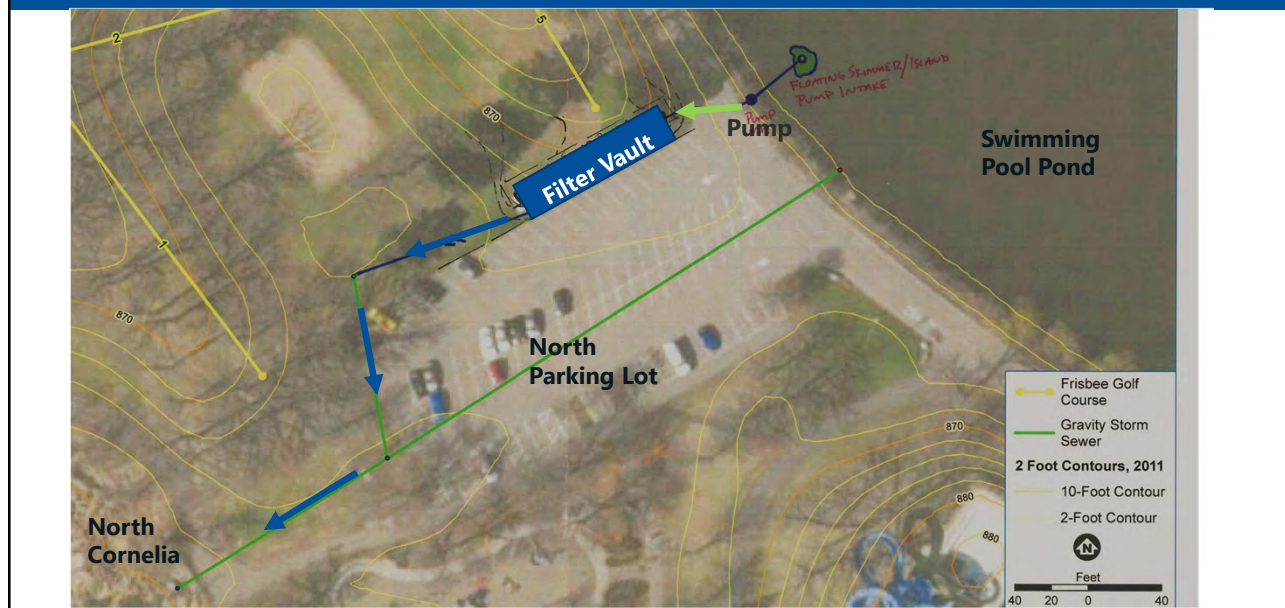 2
5
870
FLOATING SKIMMER/ISLAND
PUMP INTAKE
Pump
Pump
Filter Vault
Swimming
Pool Pond
1
870
North
Parking Lot
870
880
880
North
Cornelia
Frisbee Golf
Course
Gravity Storm
Sewer
2 Foot Contours, 2011
10-Foot Contour
2-Foot Contour
N
Feet
40 20 0 40